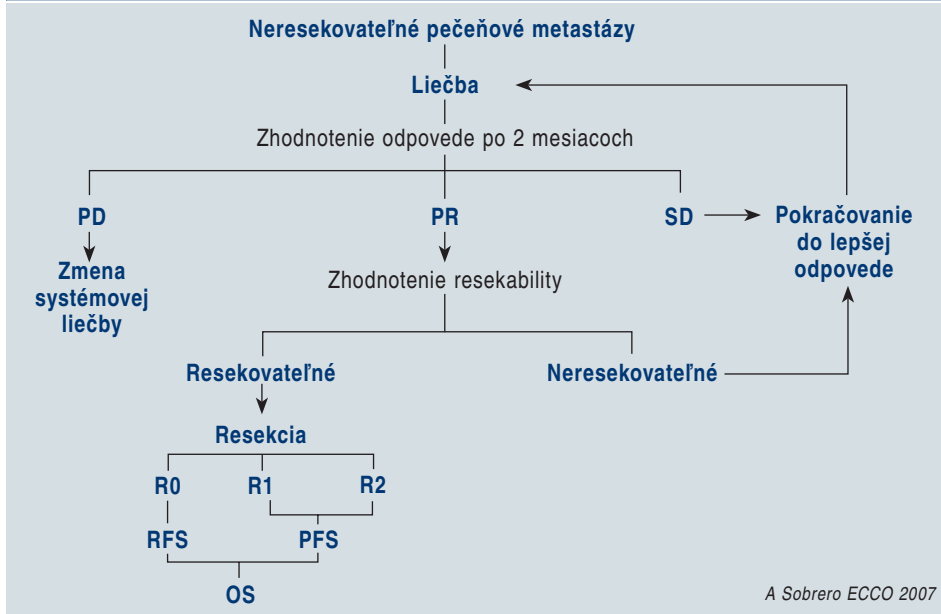 Neresekovateľné pečeňové metastázy
Liečba
Zhodnotenie odpovede po 2 mesiacoch
PD
PR
SD
Pokračovanie
do lepšej
odpovede
Zmena
systémovej
liečby
Zhodnotenie resekability
Resekovateľné
Neresekovateľné
Resekcia
R0
R1
R2
RFS
PFS
OS
A Sobrero ECCO 2007